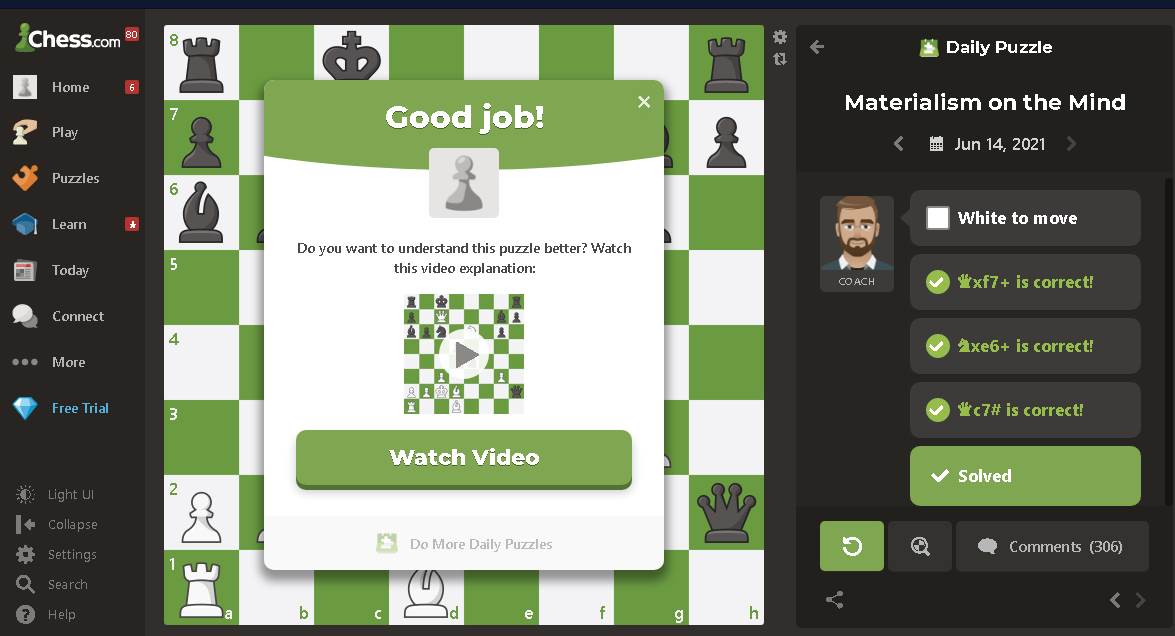 Chess.com 80
Home 6
Play
Puzzles
Learn
Today
Connect
More
Free Trial
Light UI
Collapse
Settings
Search
Help
8
7
6
5
4
3
2
1
a b c d e f g h
Good job!
Do you want to understand this puzzle better? Watch
this video explanation:
Watch Video
Do More Daily Puzzles
Daily Puzzle
Materialism on the Mind
Jun 14, 2021
COACH
White to move
♛xf7+ is correct!
♞xe6+ is correct!
♛c7# is correct!
Solved
Comments (306)